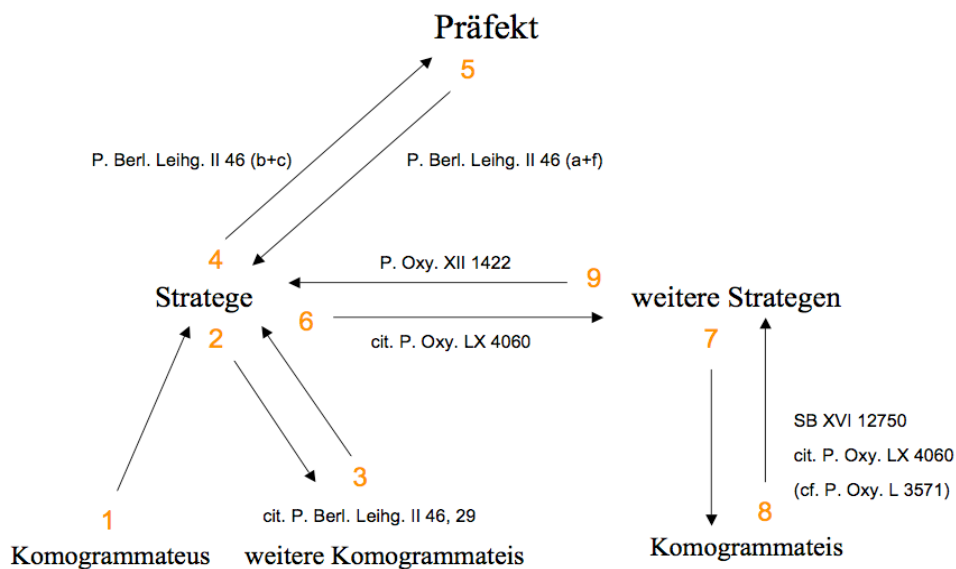 Präfekt
5
P. Berl. Leihg. II 46 (b+c)
P. Berl. Leihg. II 46 (a+f)
4
P. Oxy. XII 1422
9
Stratege
weitere Strategen
6
2
cit. P. Oxy. LX 4060
7
SB XVI 12750
cit. P. Oxy. LX 4060
(cf. P. Oxy. L 3571)
3
8
1
cit. P. Berl. Leihg. II 46, 29
Komogrammateus
weitere Komogrammateis
Komogrammateis